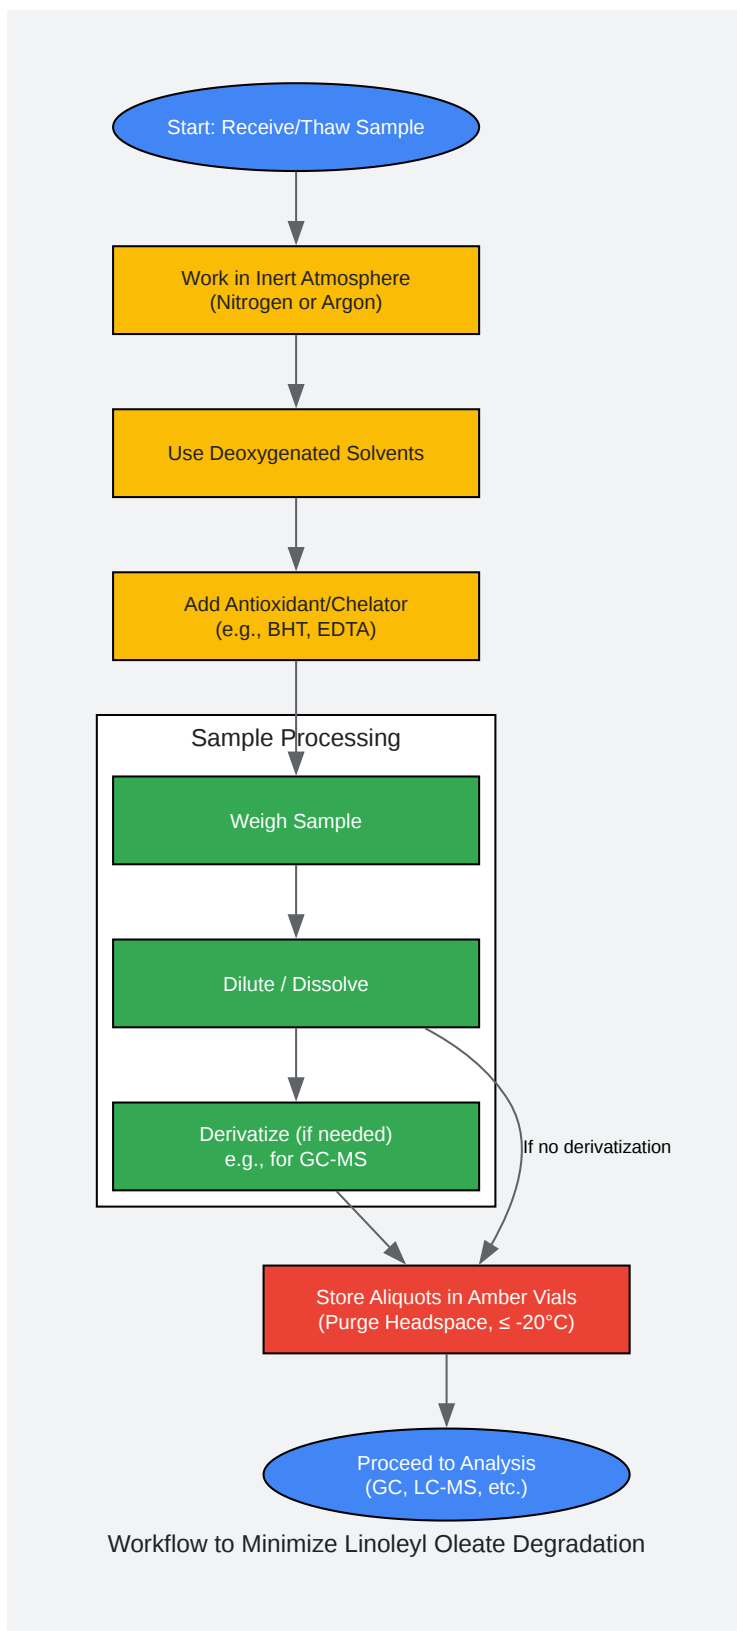 Start: Receive/Thaw Sample
Work in Inert Atmosphere
(Nitrogen or Argon)
Use Deoxygenated Solvents
Add Antioxidant/Chelator
(e.g., BHT, EDTA)
Sample Processing
Weigh Sample
Dilute / Dissolve
Derivatize (if needed)
e.g., for GC-MS
If no derivatization
Store Aliquots in Amber Vials
(Purge Headspace, ≤ -20°C)
Proceed to Analysis
(GC, LC-MS, etc.)
Workflow to Minimize Linoleyl Oleate Degradation